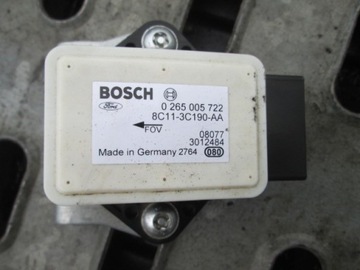 BOSCH
Ford
0 265 005 722
8C11-3C190-AA
FOV
08077
3012484
Made in Germany 2764 080